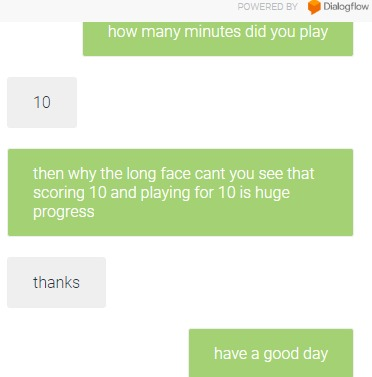 POWERED BY Dialogflow
how many minutes did you play
10
then why the long face cant you see that
scoring 10 and playing for 10 is huge
progress
thanks
have a good day